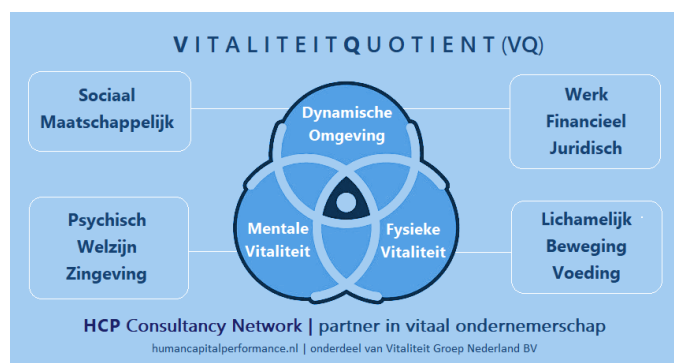 VITALITEITQUOTIENT (VQ)
Sociaal
Maatschappelijk
Dynamische
Omgeving
Werk
Financieel
Juridisch
Psychisch
Welzijn
Zingeving
Mentale
Vitaliteit
Fysieke
Vitaliteit
Lichamelijk
Beweging
Voeding
HCP Consultancy Network | partner in vitaal ondernemerschap
humancapitalperformance.nl | onderdeel van Vitaliteit Groep Nederland BV